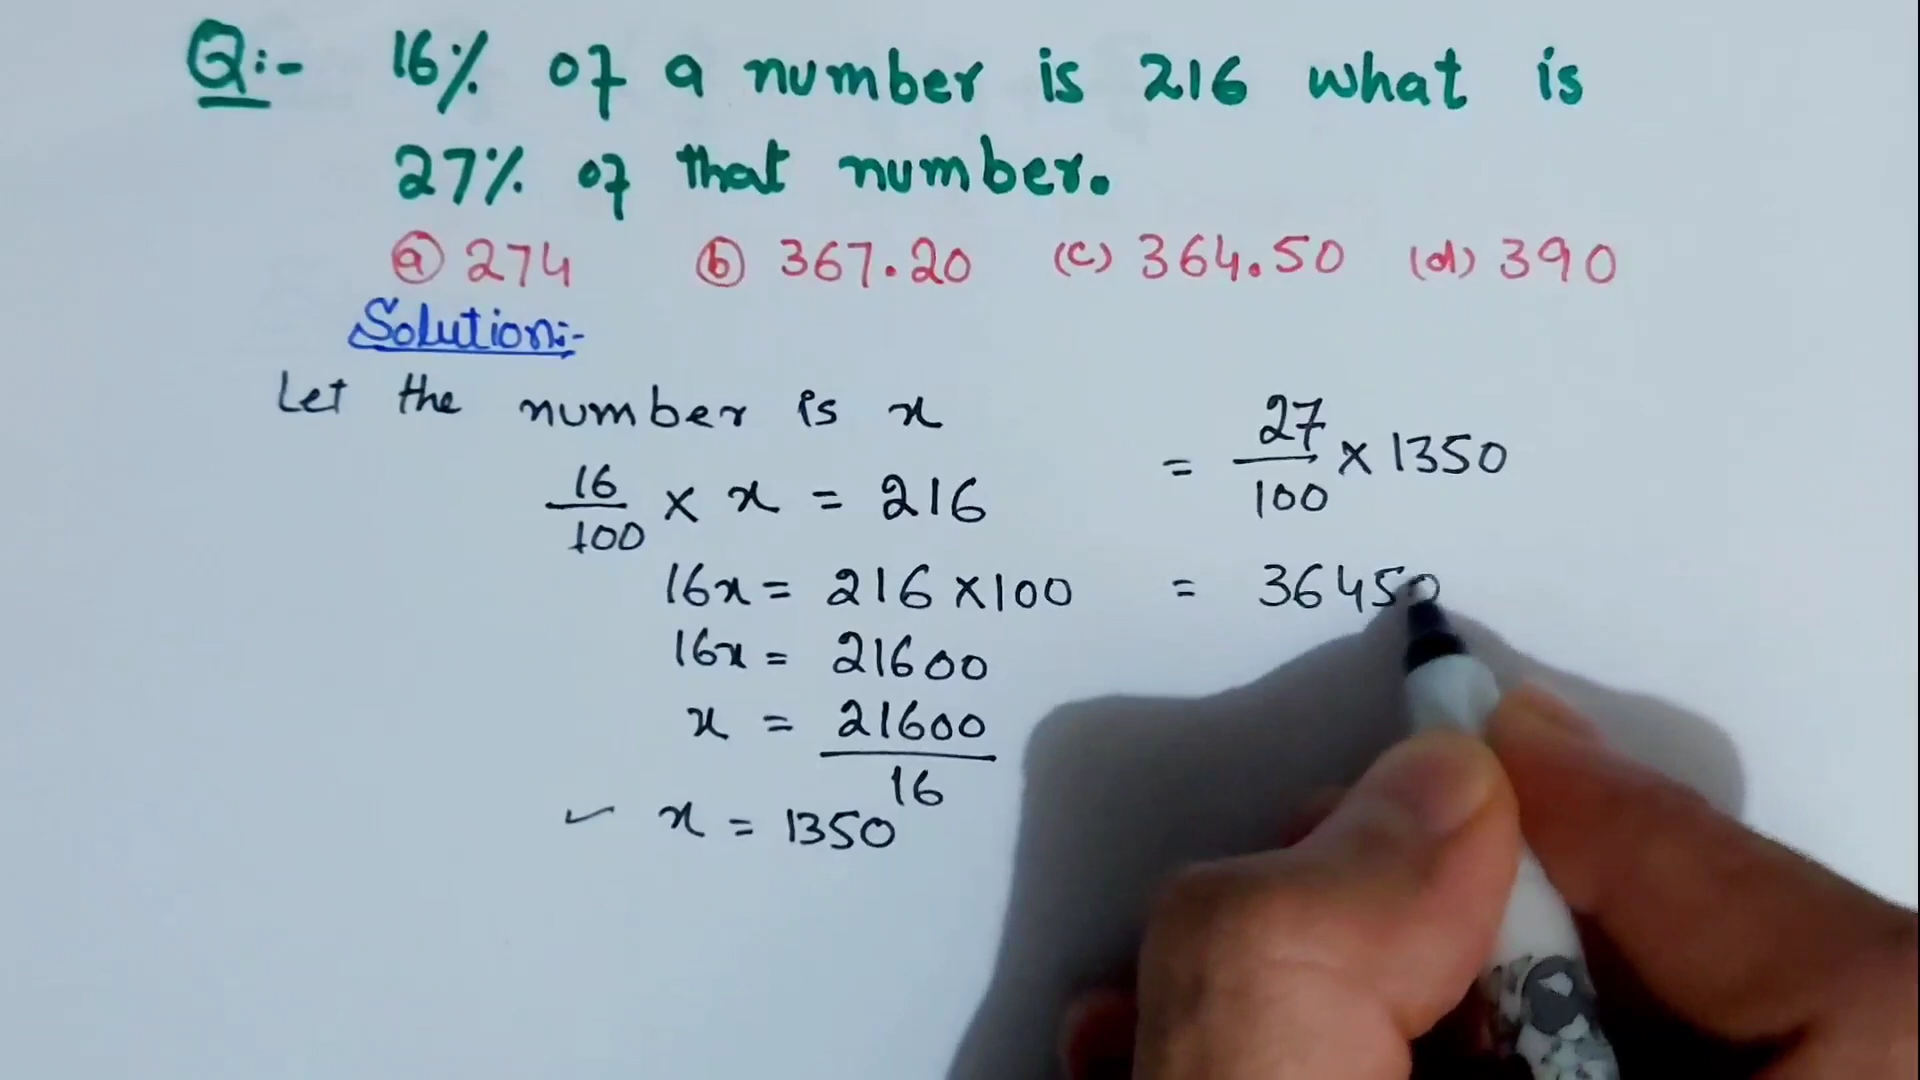 Q:- 16% of a number is 216 what is
27% of that number.
(a) 274 (b) 367.20 (c) 364.50 (d) 390
Solution:-
Let the number is x
16/100 × x = 216
16x = 216 × 100
16x = 21600
x = 21600/16
✓ x = 1350
= 27/100 × 1350
= 36450